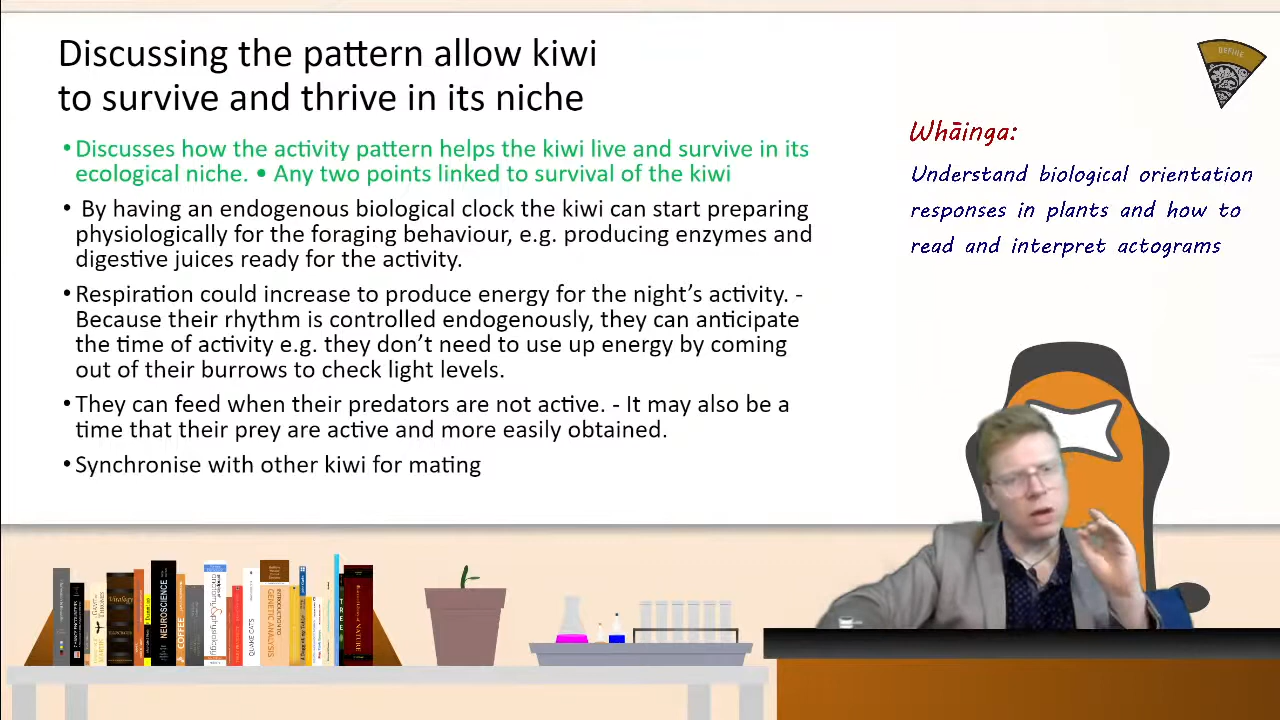 Discussing the pattern allow kiwi
to survive and thrive in its niche
DEFINE
Whāinga:
Understand biological orientation
responses in plants and how to
read and interpret actograms
•Discusses how the activity pattern helps the kiwi live and survive in its
ecological niche. • Any two points linked to survival of the kiwi
• By having an endogenous biological clock the kiwi can start preparing
physiologically for the foraging behaviour, e.g. producing enzymes and
digestive juices ready for the activity.
•Respiration could increase to produce energy for the night's activity. -
Because their rhythm is controlled endogenously, they can anticipate
the time of activity e.g. they don't need to use up energy by coming
out of their burrows to check light levels.
•They can feed when their predators are not active. - It may also be a
time that their prey are active and more easily obtained.
•Synchronise with other kiwi for mating
Virology
NEUROSCIENCE
COFFEE
QUAKE CATS
GENETIC ANALYSIS
TREE
NATURE